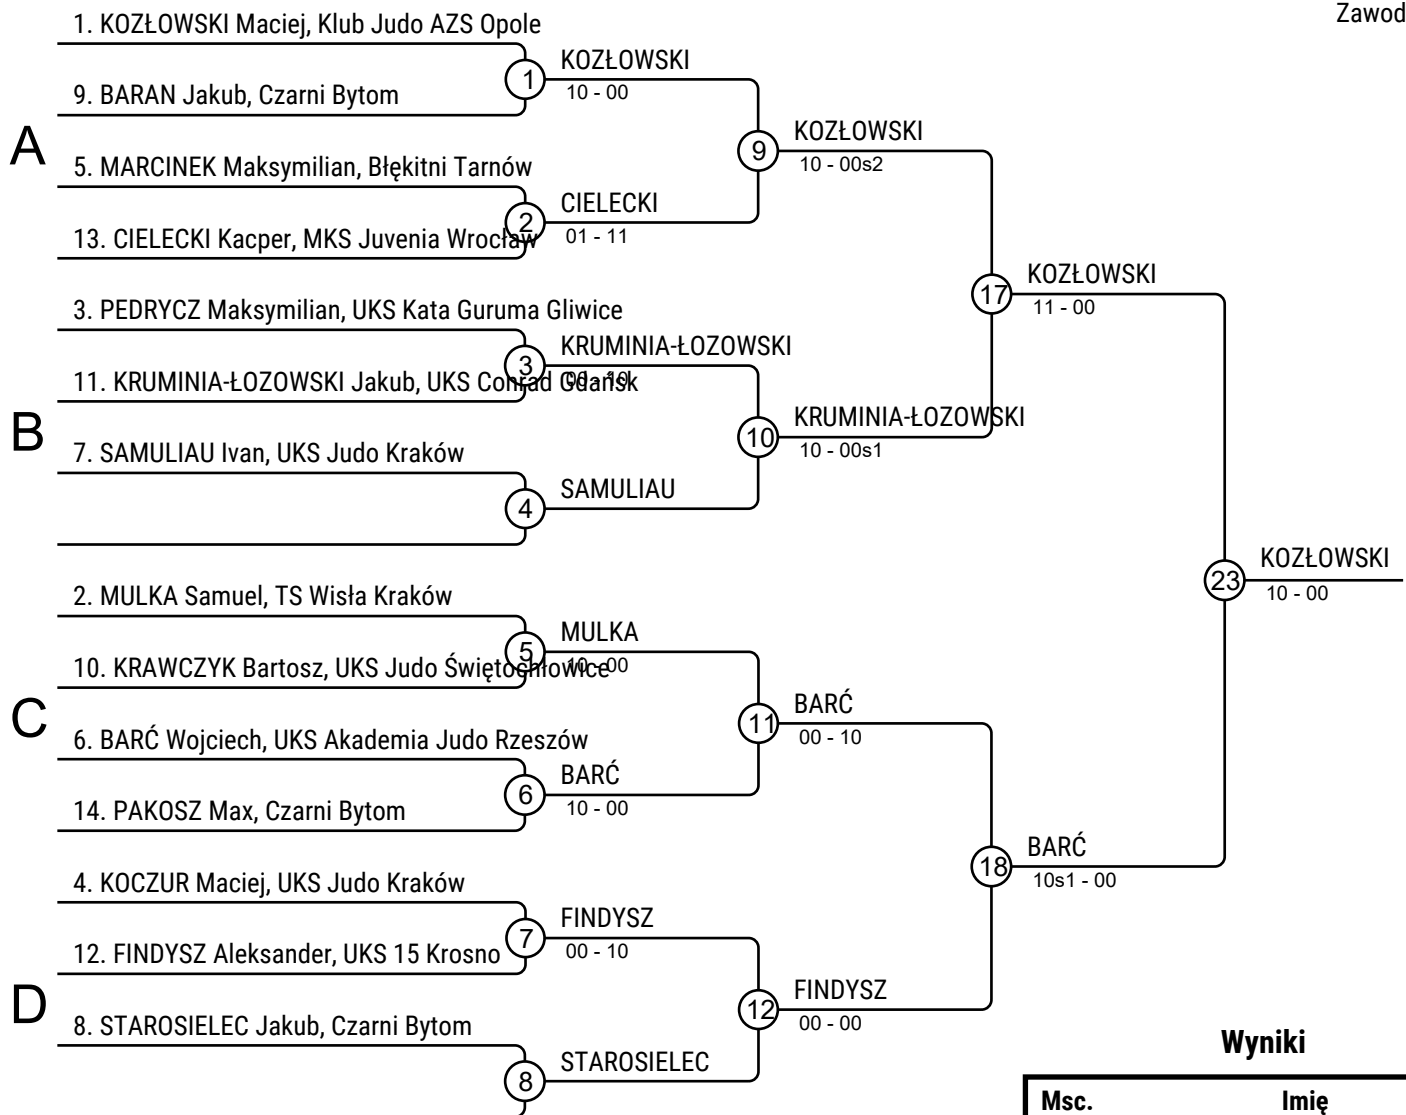 Zawod
1. KOZŁOWSKI Maciej, Klub Judo AZS Opole
KOZŁOWSKI
1
10 - 00
9. BARAN Jakub, Czarni Bytom
A
KOZŁOWSKI
9
10 - 00s2
5. MARCINEK Maksymilian, Błękitni Tarnów
CIELECKI
2
01 - 11
13. CIELECKI Kacper, MKS Juvenia Wrocław
KOZŁOWSKI
17
11 - 00
3. PEDRYCZ Maksymilian, UKS Kata Guruma Gliwice
KRUMINIA-ŁOZOWSKI
3
00 - 10
11. KRUMINIA-ŁOZOWSKI Jakub, UKS Conrad Gdańsk
B
KRUMINIA-ŁOZOWSKI
10
10 - 00s1
7. SAMULIAU Ivan, UKS Judo Kraków
SAMULIAU
4
KOZŁOWSKI
23
10 - 00
2. MULKA Samuel, TS Wisła Kraków
MULKA
5
10 - 00
10. KRAWCZYK Bartosz, UKS Judo Świętochłowice
C
BARĆ
11
00 - 10
6. BARĆ Wojciech, UKS Akademia Judo Rzeszów
BARĆ
6
10 - 00
14. PAKOSZ Max, Czarni Bytom
BARĆ
18
10s1 - 00
4. KOCZUR Maciej, UKS Judo Kraków
FINDYSZ
7
00 - 10
12. FINDYSZ Aleksander, UKS 15 Krosno
D
FINDYSZ
12
00 - 00
8. STAROSIELEC Jakub, Czarni Bytom
STAROSIELEC
8
Wyniki
Msc. Imię